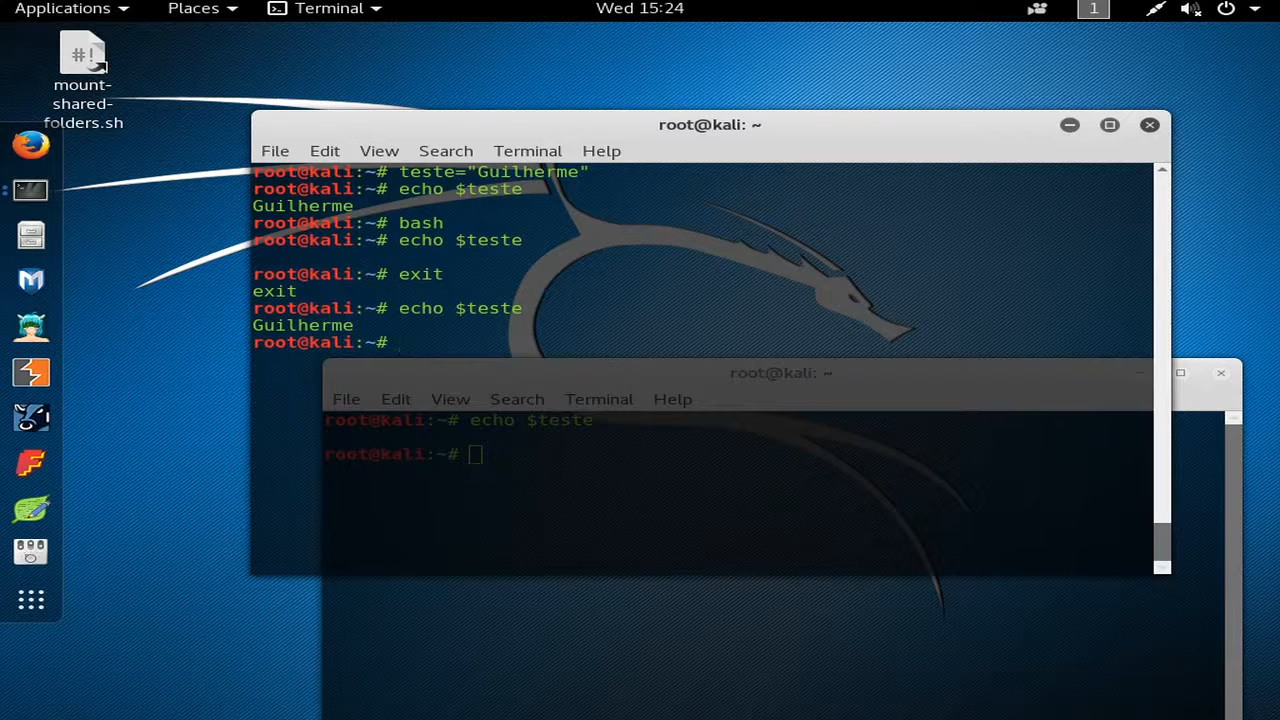 Applications
Places
Terminal
Wed 15:24
1
#!
mount-
shared-
folders.sh
root@kali: ~
File Edit View Search Terminal Help
root@kali:~# teste="Guilherme"
root@kali:~# echo $teste
Guilherme
root@kali:~# bash
root@kali:~# echo $teste
root@kali:~# exit
exit
root@kali:~# echo $teste
Guilherme
root@kali:~#
root@kali: ~
File Edit View Search Terminal Help
root@kali:~# echo $teste
root@kali:~#